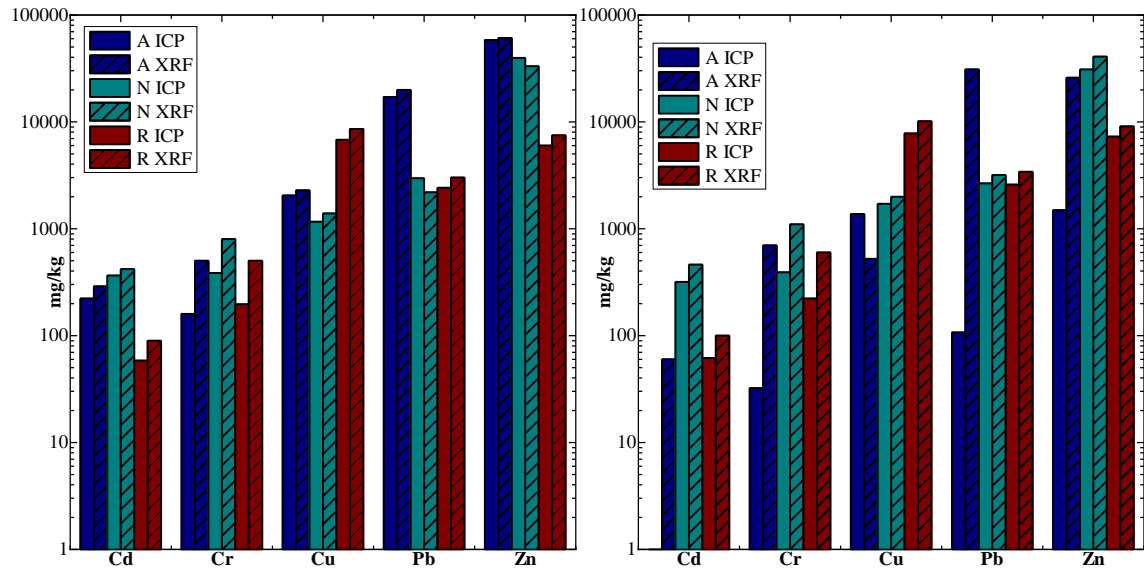 100000
10000
1000
100
10
1
mg/kg
A ICP
A XRF
N ICP
N XRF
R ICP
R XRF
Cd Cr Cu Pb Zn
100000
10000
1000
100
10
1
mg/kg
A ICP
A XRF
N ICP
N XRF
R ICP
R XRF
Cd Cr Cu Pb Zn